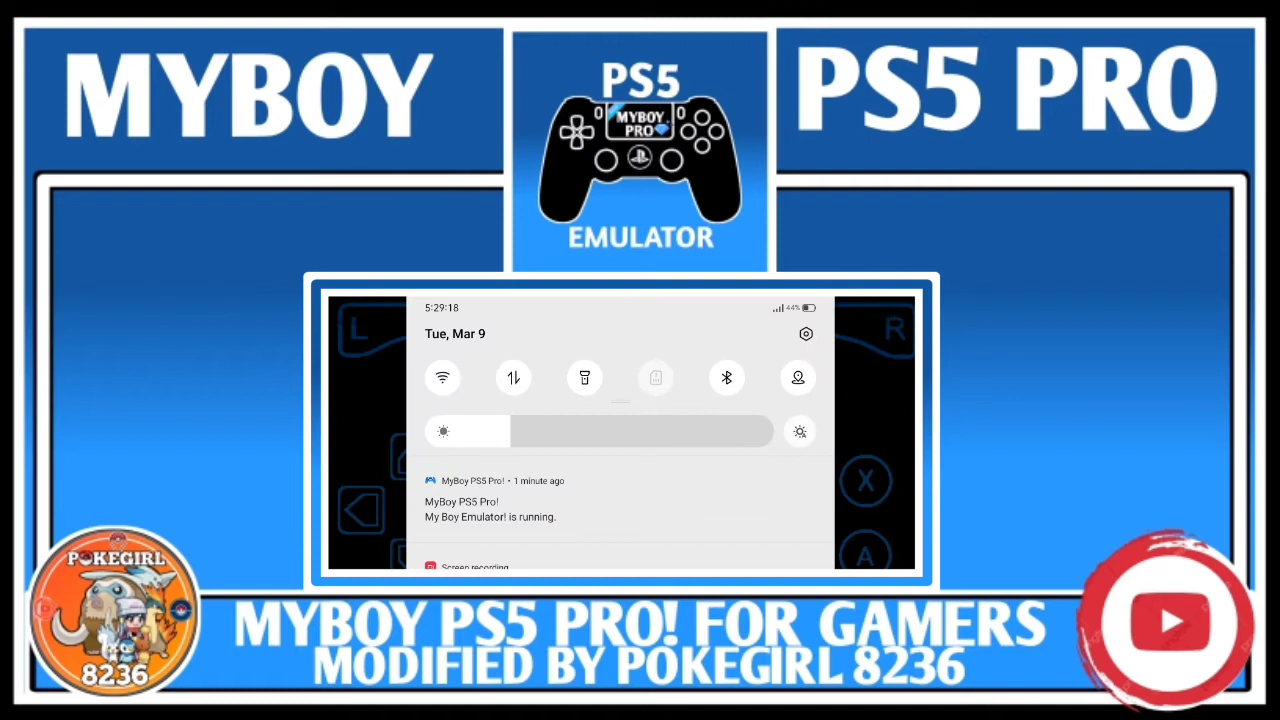 MYBOY
PS5
MYBOY
PRO
EMULATOR
PS5 PRO
5:29:18
44%
Tue, Mar 9
L
R
MyBoy PS5 Pro! • 1 minute ago
MyBoy PS5 Pro!
My Boy Emulator! is running.
Screen recording
X
A
POKEGIRL
8236
MYBOY PS5 PRO! FOR GAMERS
MODIFIED BY POKEGIRL 8236